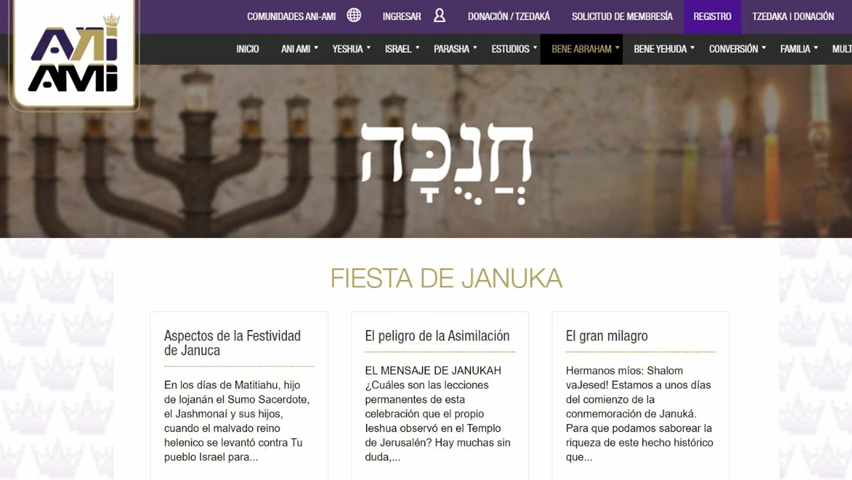 COMUNIDADES ANI-AMI INGRESAR DONACIÓN / TZEDAKÁ SOLICITUD DE MEMBRESÍA REGISTRO TZEDAKA | DONACIÓN
ANI
AMI
INICIO ANI AMI YESHUA ISRAEL PARASHA ESTUDIOS BENE ABRAHAM BENE YEHUDA CONVERSIÓN FAMILIA MULT
חֲנֻכָּה
FIESTA DE JANUKA
Aspectos de la Festividad
de Januca
En los días de Matitiahu, hijo
de Iojanán el Sumo Sacerdote,
el Jashmonaí y sus hijos,
cuando el malvado reino
helenico se levantó contra Tu
pueblo Israel para...
El peligro de la Asimilación
EL MENSAJE DE JANUKAH
¿Cuáles son las lecciones
permanentes de esta
celebración que el propio
Ieshua observó en el Templo
de Jerusalén? Hay muchas sin
duda,...
El gran milagro
Hermanos míos: Shalom
vaJesed! Estamos a unos días
del comienzo de la
conmemoración de Januká.
Para que podamos saborear la
riqueza de este hecho histórico
que...